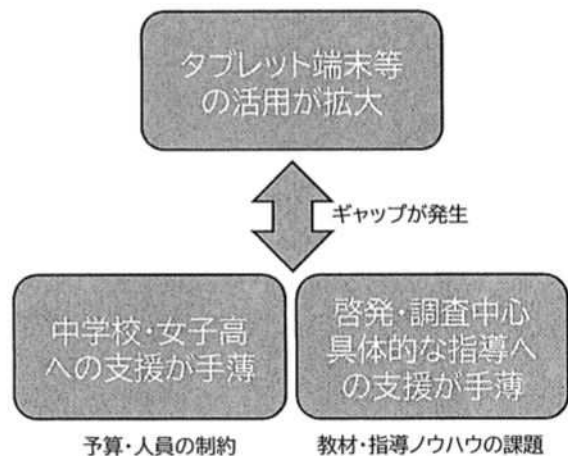 タブレット端末等
の活用が拡大
ギャップが発生
中学校・女子高
への支援が手薄
啓発・調査中心
具体的な指導へ
の支援が手薄
予算・人員の制約
教材・指導ノウハウの課題